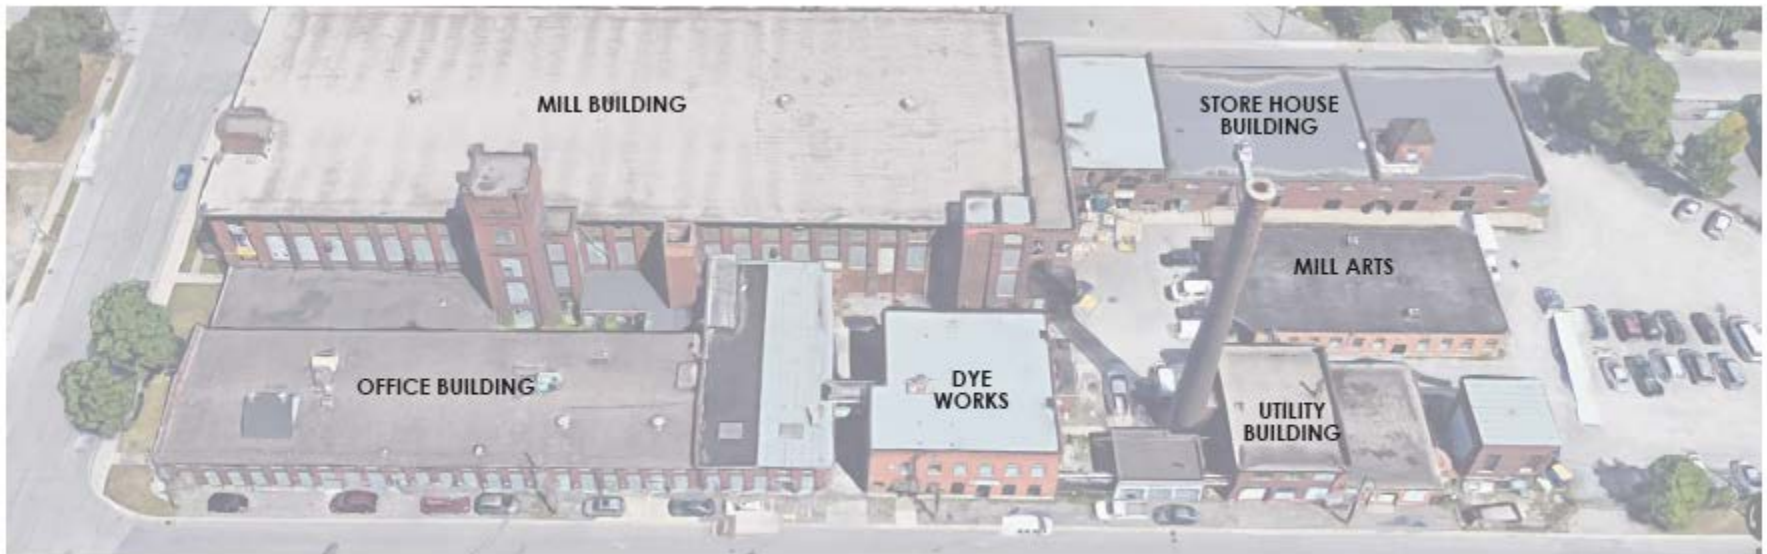 MILL BUILDING
STORE HOUSE
BUILDING
MILL ARTS
OFFICE BUILDING
DYE
WORKS
UTILITY
BUILDING